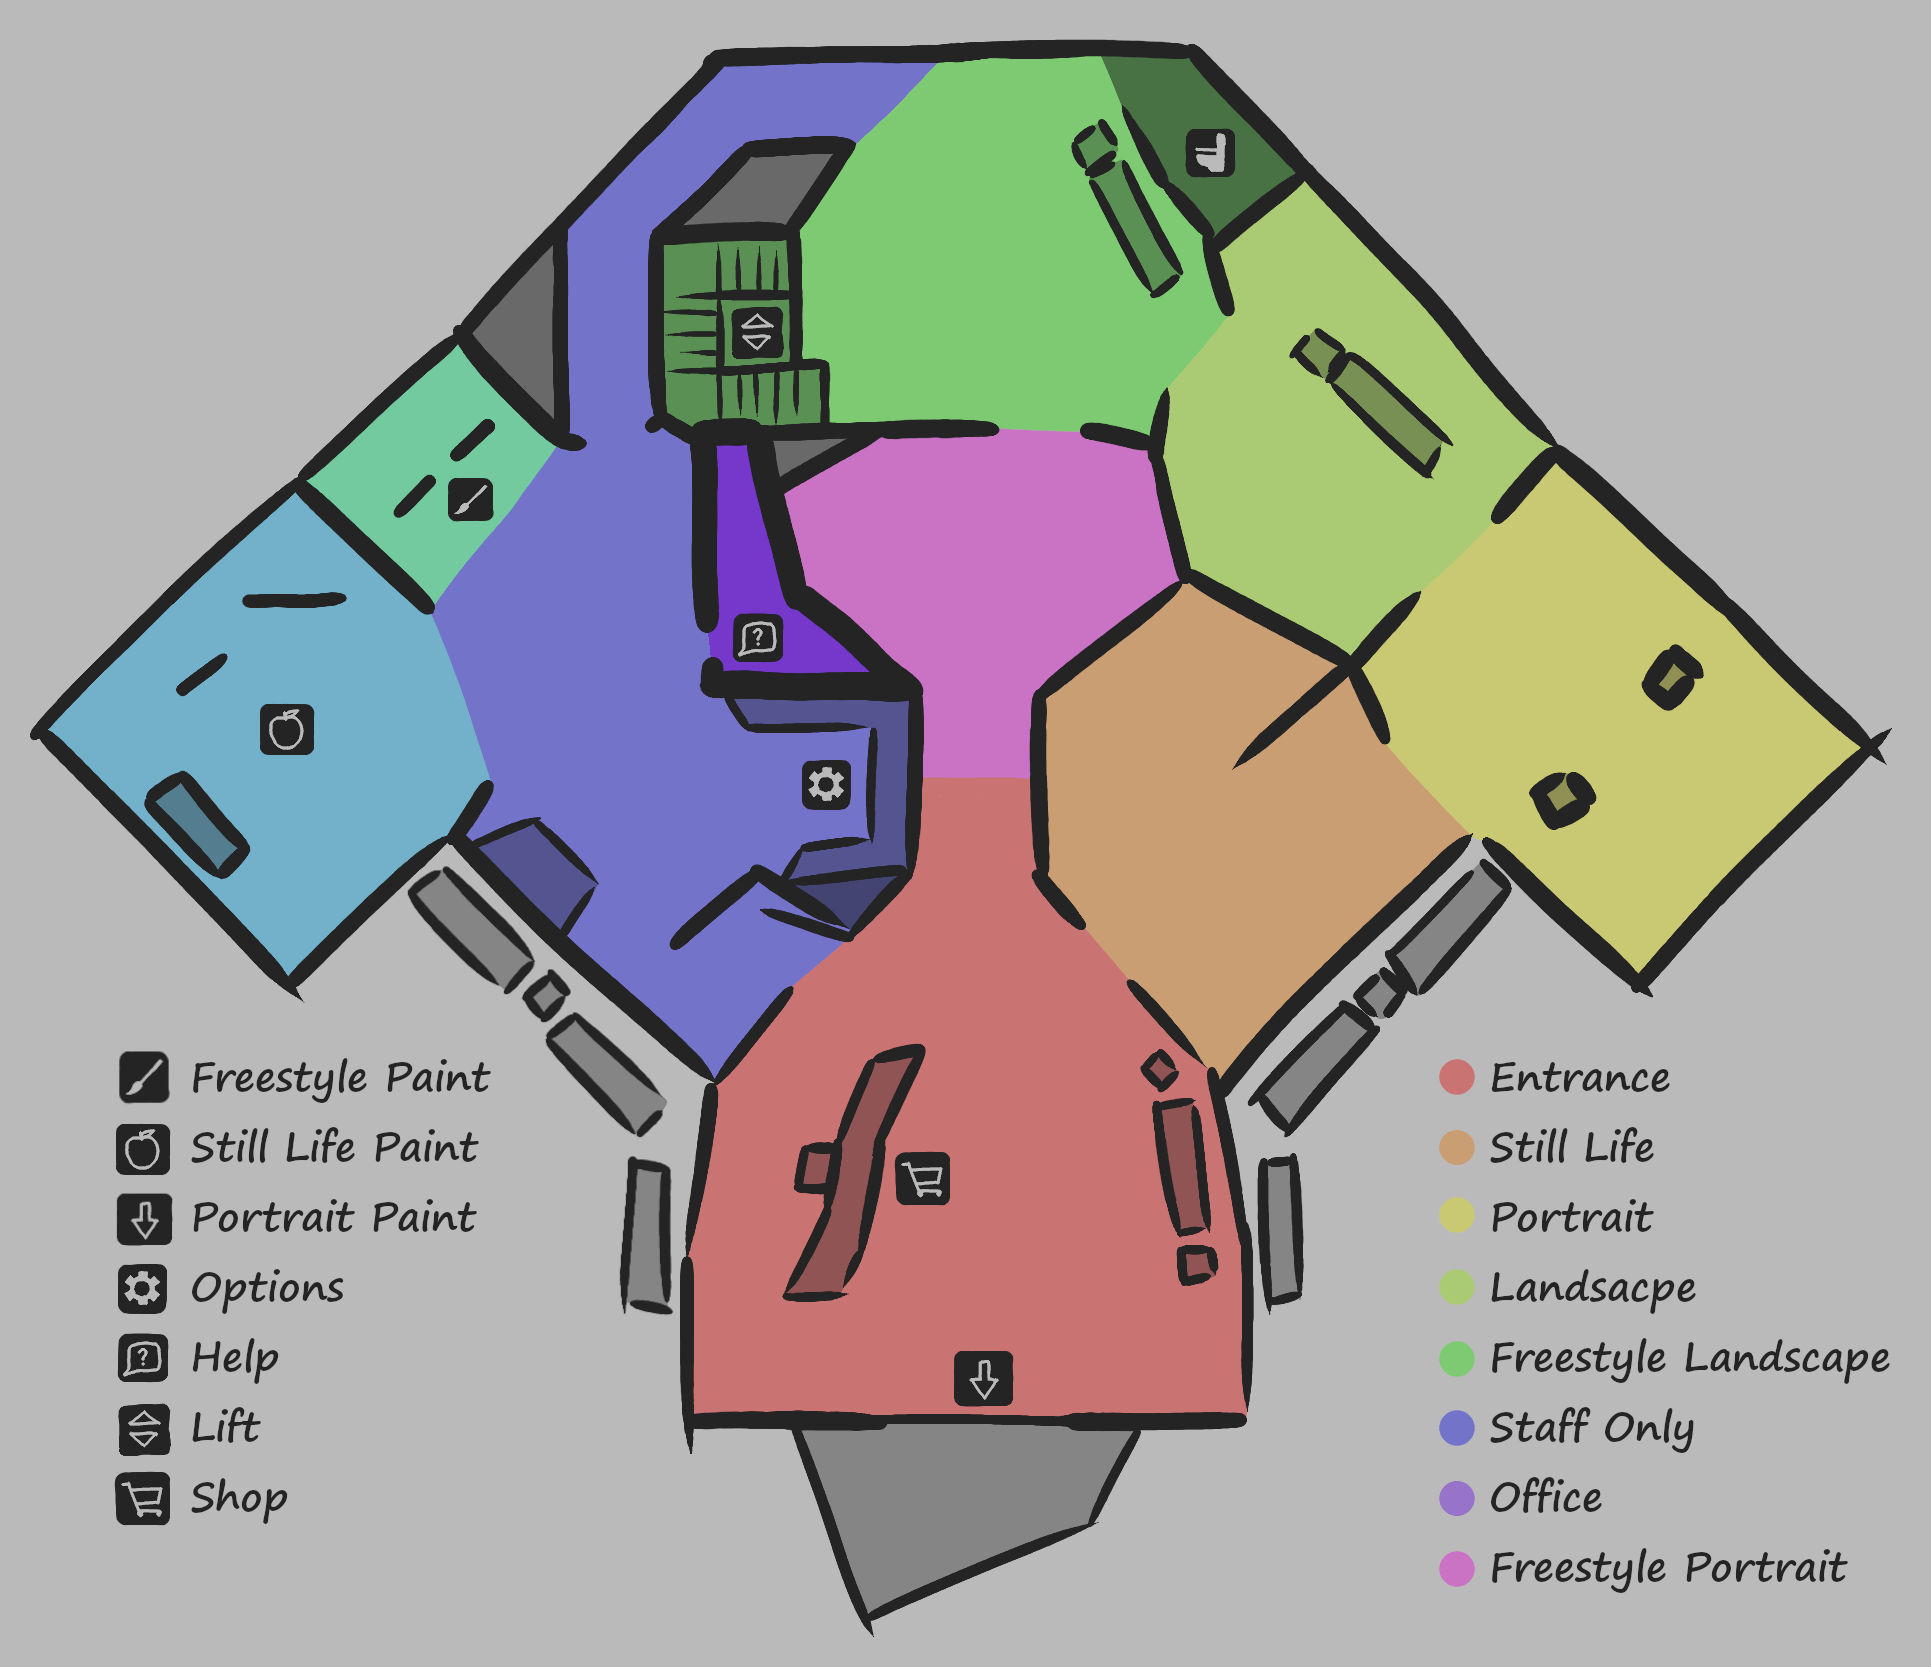 ?
?
Freestyle Paint
Still Life Paint
Portrait Paint
Options
? Help
Lift
Shop
Entrance
Still Life
Portrait
Landsacpe
Freestyle Landscape
Staff Only
Office
Freestyle Portrait